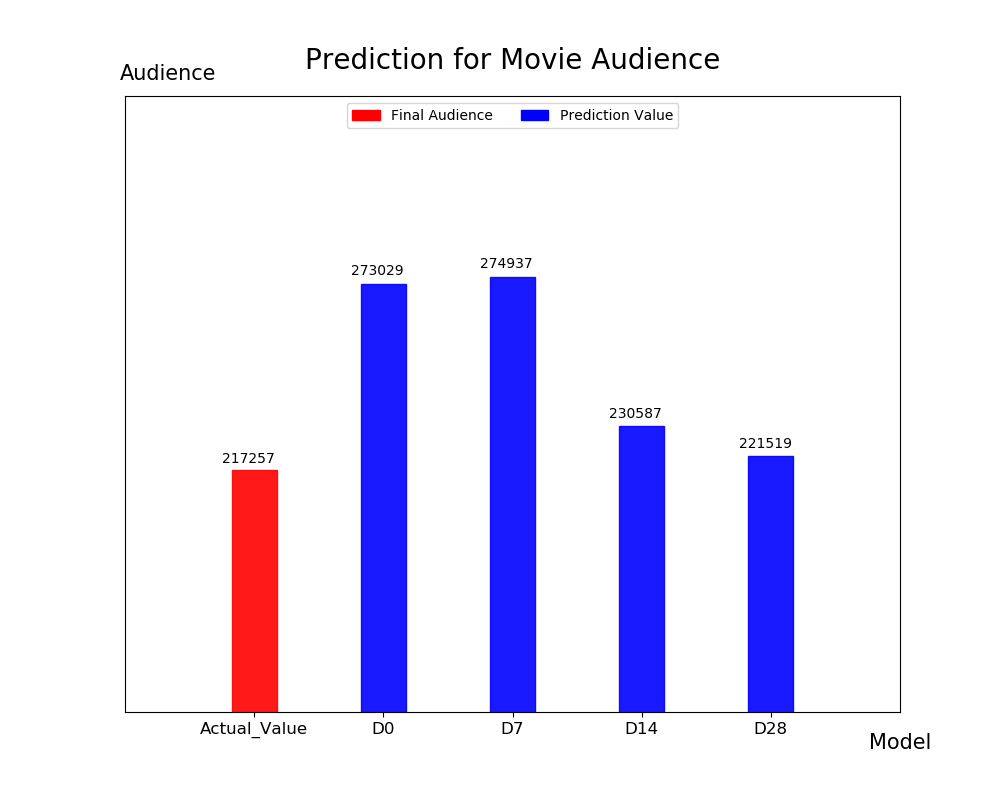 Prediction for Movie Audience
Audience
Final Audience Prediction Value
273029 274937
230587
217257 221519
Actual_Value D0 D7 D14 D28
Model